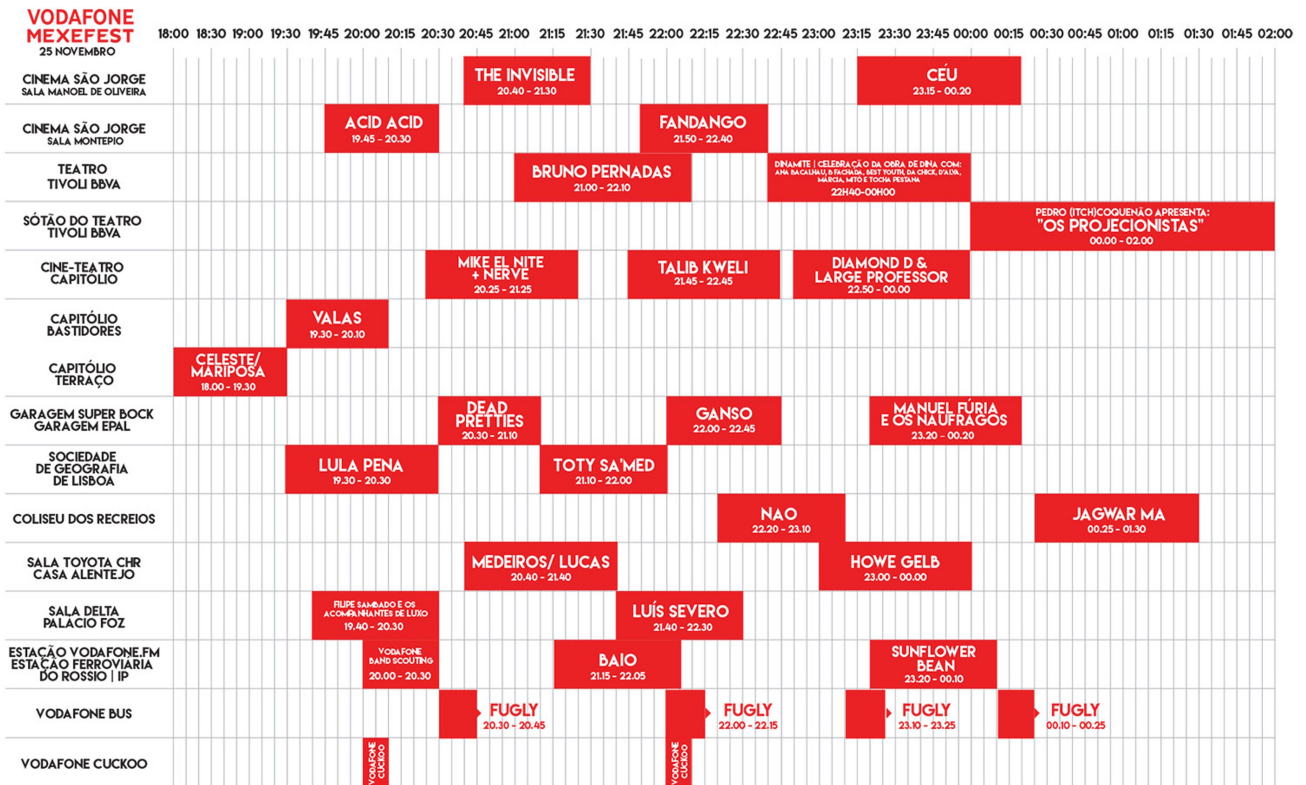 VODAFONE
MEXEFEST
25 NOVEMBRO
18:00 18:30 19:00 19:30 19:45 20:00 20:15 20:30 20:45 21:00 21:15 21:30 21:45 22:00 22:15 22:30 22:45 23:00 23:15 23:30 23:45 00:00 00:15 00:30 00:45 01:00 01:15 01:30 01:45 02:00
CINEMA SÃO JORGE
SALA MANOEL DE OLIVEIRA
THE INVISIBLE
20.40 - 21.30
CÉU
23.15 - 00.20
CINEMA SÃO JORGE
SALA MONTEPIO
ACID ACID
19.45 - 20.30
FANDANGO
21.50 - 22.40
TEATRO
TIVOLI BBVA
BRUNO PERNADAS
21.00 - 22.10
DINAMITE | CELEBRAÇÃO DA OBRA DE DINA COM:
ANA BACALHAU, B FACHADA, BEST YOUTH, DA CHICK, D'ALVA,
MÁRCIA, MITÓ E TOCHA PESTANA
22H40-00H00
SÓTÃO DO TEATRO
TIVOLI BBVA
PEDRO (ITCH)COQUENÃO APRESENTA:
"OS PROJECIONISTAS"
00.00 - 02.00
CINE-TEATRO
CAPITÓLIO
MIKE EL NITE
+ NERVE
20.25 - 21.25
TALIB KWELI
21.45 - 22.45
DIAMOND D &
LARGE PROFESSOR
22.50 - 00.00
CAPITÓLIO
BASTIDORES
VALAS
19.30 - 20.10
CAPITÓLIO
TERRAÇO
CELESTE/
MARIPOSA
18.00 - 19.30
GARAGEM SUPER BOCK
GARAGEM EPAL
DEAD
PRETTIES
20.30 - 21.10
GANSO
22.00 - 22.45
MANUEL FÚRIA
E OS NÁUFRAGOS
23.20 - 00.20
SOCIEDADE
DE GEOGRAFIA
DE LISBOA
LULA PENA
19.30 - 20.30
TOTY SA'MED
21.10 - 22.00
COLISEU DOS RECREIOS
NAO
22.20 - 23.10
JAGWAR MA
00.25 - 01.30
SALA TOYOTA CHR
CASA ALENTEJO
MEDEIROS/ LUCAS
20.40 - 21.40
HOWE GELB
23.00 - 00.00
SALA DELTA
PALACIO FOZ
FILIPE SAMBADO E OS
ACOMPANHANTES DE LUXO
19.40 - 20.30
LUÍS SEVERO
21.40 - 22.30
ESTAÇÃO VODAFONE.FM
ESTAÇÃO FERROVIÁRIA
DO ROSSIO | IP
VODAFONE
BAND SCOUTING
20.00 - 20.30
BAIO
21.15 - 22.05
SUNFLOWER
BEAN
23.20 - 00.10
VODAFONE BUS
FUGLY
20.30 - 20.45
FUGLY
22.00 - 22.15
FUGLY
23.10 - 23.25
FUGLY
00.10 - 00.25
VODAFONE CUCKOO
VODAFONE
CUCKOO
VODAFONE
CUCKOO